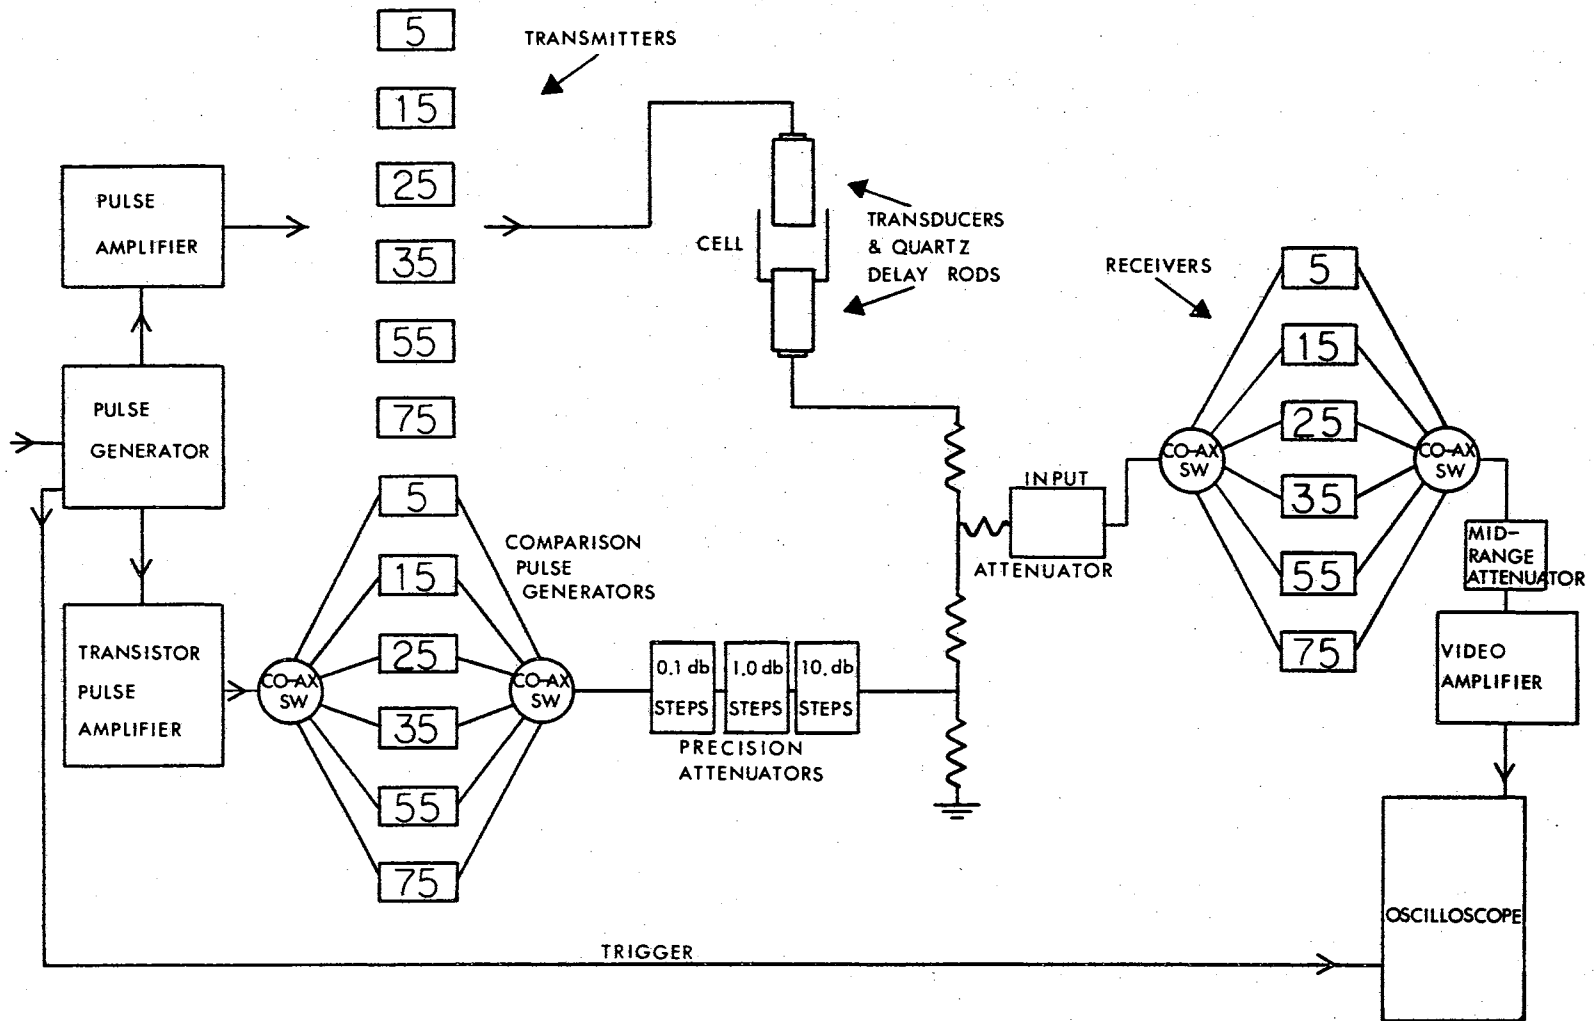 5
TRANSMITTERS
15
25
35
55
75
PULSE
AMPLIFIER
PULSE
GENERATOR
TRANSISTOR
PULSE
AMPLIFIER
CO-AX
SW
5
15
25
35
55
75
COMPARISON
PULSE
GENERATORS
CO-AX
SW
0.1 db
STEPS
1.0 db
STEPS
10. db
STEPS
PRECISION
ATTENUATORS
CELL
TRANSDUCERS
& QUARTZ
DELAY RODS
INPUT
ATTENUATOR
RECEIVERS
CO-AX
SW
5
15
25
35
55
75
CO-AX
SW
MID-
RANGE
ATTENUATOR
VIDEO
AMPLIFIER
OSCILLOSCOPE
TRIGGER